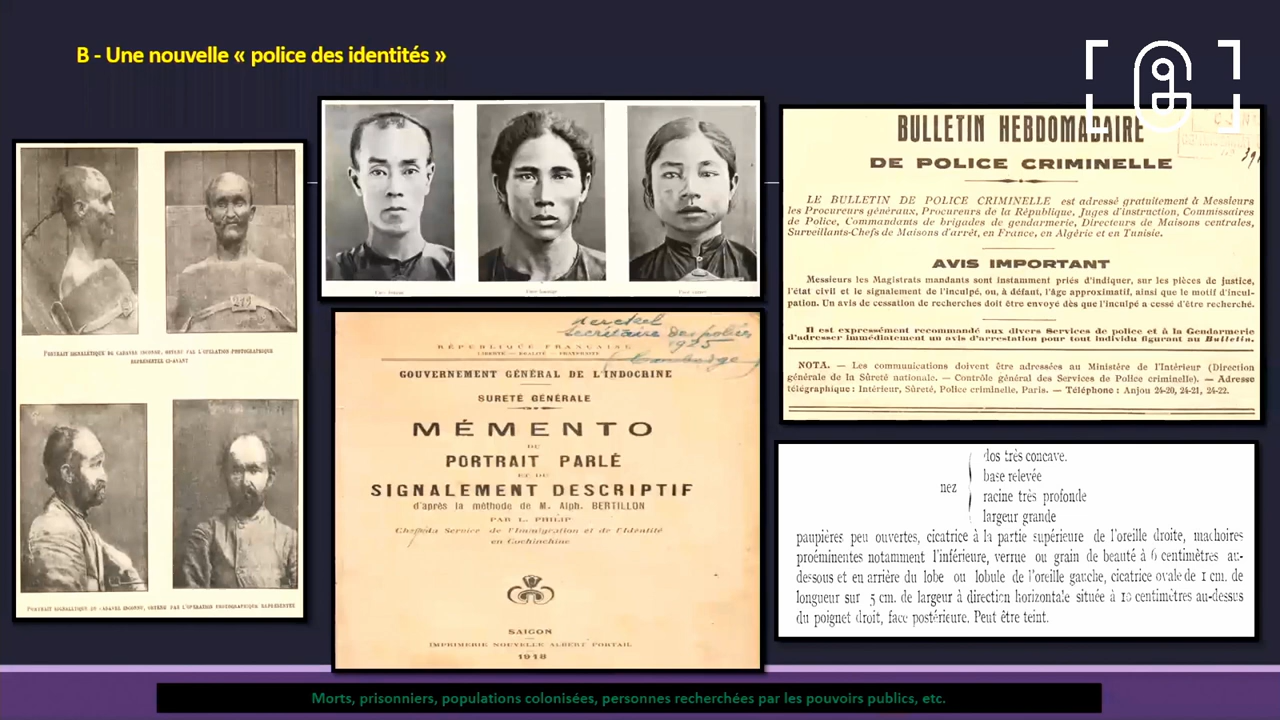 B - Une nouvelle « police des identités »
PORTRAIT SIGNALÉTIQUE DE CADAVRE INCONNU, OBTENU PAR L'OPÉRATION PHOTOGRAPHIQUE
REPRÉSENTÉE CI-AVANT
PORTRAIT SIGNALÉTIQUE DE CADAVRE INCONNU, OBTENU PAR L'OPÉRATION PHOTOGRAPHIQUE REPRÉSENTÉE
secrétaire des polices
1925
RÉPUBLIQUE FRANÇAISE
LIBERTÉ — ÉGALITÉ — FRATERNITÉ
GOUVERNEMENT GÉNÉRAL DE L'INDOCHINE
SURETÉ GÉNÉRALE
MÉMENTO
DU
PORTRAIT PARLÉ
ET DU
SIGNALEMENT DESCRIPTIF
d'après la méthode de M. Alph. BERTILLON
PAR L. PHILIP
Chef du Service de l'Immigration et de l'Identité
en Cochinchine
SAIGON
IMPRIMERIE NOUVELLE ALBERT PORTAIL
1918
BULLETIN HEBDOMADAIRE
DE POLICE CRIMINELLE
LE BULLETIN DE POLICE CRIMINELLE est adressé gratuitement à Messieurs
les Procureurs généraux, Procureurs de la République, Juges d'instruction, Commissaires
de Police, Commandants de brigades de gendarmerie, Directeurs de Maisons centrales,
Surveillants-Chefs de Maisons d'arrêt, en France, en Algérie et en Tunisie.
AVIS IMPORTANT
Messieurs les Magistrats mandants sont instamment priés d'indiquer, sur les pièces de justice,
l'état civil et le signalement de l'inculpé, ou, à défaut, l'âge approximatif, ainsi que le motif d'incul-
pation. Un avis de cessation de recherches doit être envoyé dès que l'inculpé a cessé d'être recherché.
Il est expressément recommandé aux divers Services de police et à la Gendarmerie
d'adresser immédiatement un avis d'arrestation pour tout individu figurant au Bulletin.
NOTA. — Les communications doivent être adressées au Ministère de l'Intérieur (Direction
générale de la Sûreté nationale. — Contrôle général des Services de Police criminelle). — Adresse
télégraphique : Intérieur, Sûreté, Police criminelle, Paris. — Téléphone : Anjou 24-20, 24-21, 24-22.
dos très concave.
nez
base relevée
racine très profonde
largeur grande
paupières peu ouvertes, cicatrice à la partie supérieure de l'oreille droite, machoires
proéminentes notamment l'inférieure, verrue ou grain de beauté à 6 centimètres au-
dessous et en arrière du lobe ou lobule de l'oreille gauche, cicatrice ovale de 1 cm. de
longueur sur 5 cm. de largeur à direction horizontale située à 10 centimètres au-dessus
du poignet droit, face postérieure. Peut être teint.
Morts, prisonniers, populations colonisées, personnes recherchées par les pouvoirs publics, etc.